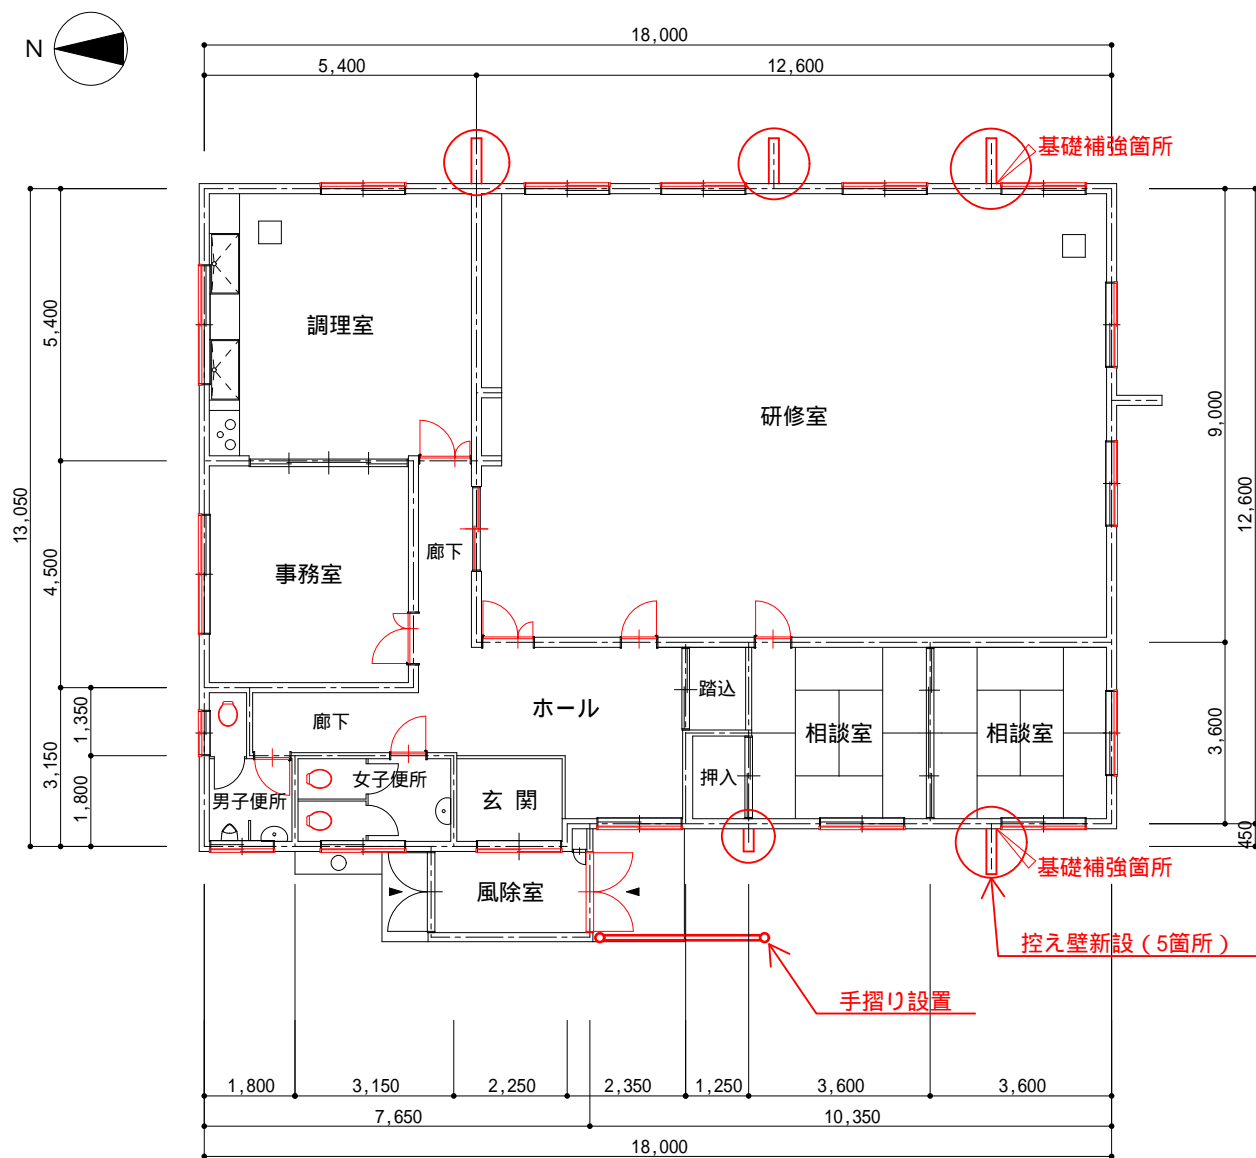 N
18,000
5,400
12,600
基礎補強箇所
調理室
研修室
5,400
9,000
13,050
12,600
廊下
事務室
4,500
踏込
ホール
廊下
相談室
相談室
1,350
3,150
3,600
押入
女子便所
男子便所
玄 関
1,800
450
基礎補強箇所
風除室
控え壁新設(5箇所)
手摺り設置
1,800
3,150
2,250
2,350
1,250
3,600
3,600
7,650
10,350
18,000